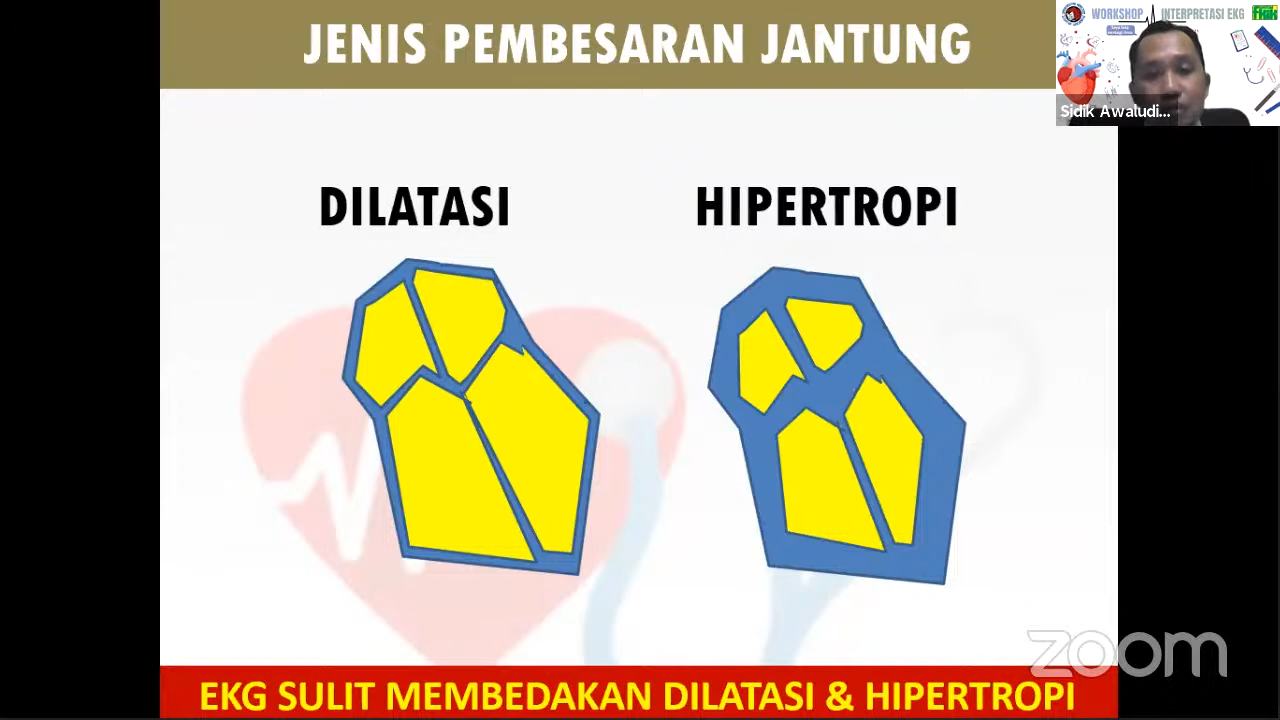 JENIS PEMBESARAN JANTUNG
WORKSHOP INTERPRETASI EKG
Sidik Awaludi...
DILATASI
HIPERTROPI
zoom
EKG SULIT MEMBEDAKAN DILATASI & HIPERTROPI